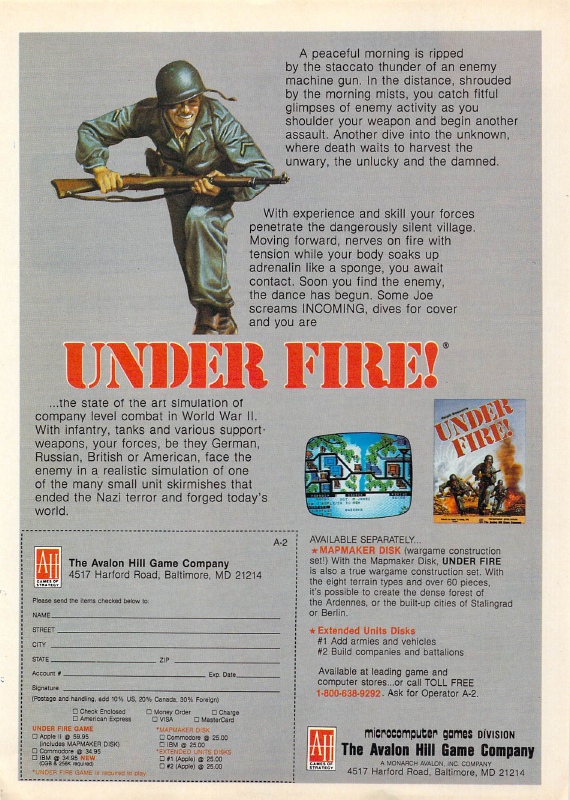 A peaceful morning is ripped
by the staccato thunder of an enemy
machine gun. In the distance, shrouded
by the morning mists, you catch fitful
glimpses of enemy activity as you
shoulder your weapon and begin another
assault. Another dive into the unknown,
where death waits to harvest the
unwary, the unlucky and the damned.
With experience and skill your forces
penetrate the dangerously silent village.
Moving forward, nerves on fire with
tension while your body soaks up
adrenalin like a sponge, you await
contact. Soon you find the enemy,
the dance has begun. Some Joe
screams INCOMING, dives for cover
and you are
UNDER FIRE!®
...the state of the art simulation of
company level combat in World War II.
With infantry, tanks and various support-
weapons, your forces, be they German,
Russian, British or American, face the
enemy in a realistic simulation of one
of the many small unit skirmishes that
ended the Nazi terror and forged today's
world.
UNDER
FIRE!
A-2
AH
GAMES OF
STRATEGY
The Avalon Hill Game Company
4517 Harford Road, Baltimore, MD 21214
Please send the items checked below to:
NAME
STREET
CITY
STATE ZIP
Account # Exp. Date
Signature
(Postage and handling, add 10% US, 20% Canada, 30% Foreign)
□ Check Enclosed □ Money Order □ Charge
□ American Express □ VISA □ MasterCard
UNDER FIRE GAME
□ Apple II @ 59.95
(includes MAPMAKER DISK)
□ Commodore @ 34.95
□ IBM @ 34.95 NEW
(CGB & 256K required)
*UNDER FIRE GAME is required to play.
*MAPMAKER DISK
□ Commodore @ 25.00
□ IBM @ 25.00
*EXTENDED UNITS DISKS
□ #1 (Apple) @ 25.00
□ #2 (Apple) @ 25.00
AVAILABLE SEPARATELY...
★ MAPMAKER DISK (wargame construction
set!) With the Mapmaker Disk, UNDER FIRE
is also a true wargame construction set. With
the eight terrain types and over 60 pieces,
it's possible to create the dense forest of
the Ardennes, or the built-up cities of Stalingrad
or Berlin.
★ Extended Units Disks
#1 Add armies and vehicles
#2 Build companies and battalions
Available at leading game and
computer stores...or call TOLL FREE
1-800-638-9292. Ask for Operator A-2.
AH
GAMES OF
STRATEGY
microcomputer games DIVISION
The Avalon Hill Game Company
A MONARCH AVALON, INC. COMPANY
4517 Harford Road, Baltimore, MD 21214